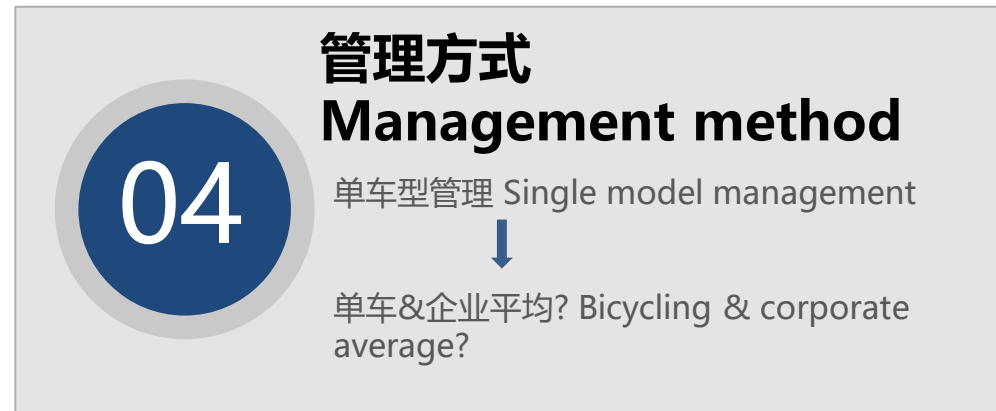 管理方式
Management method
04
单车型管理 Single model management
单车&企业平均? Bicycling & corporate
average?